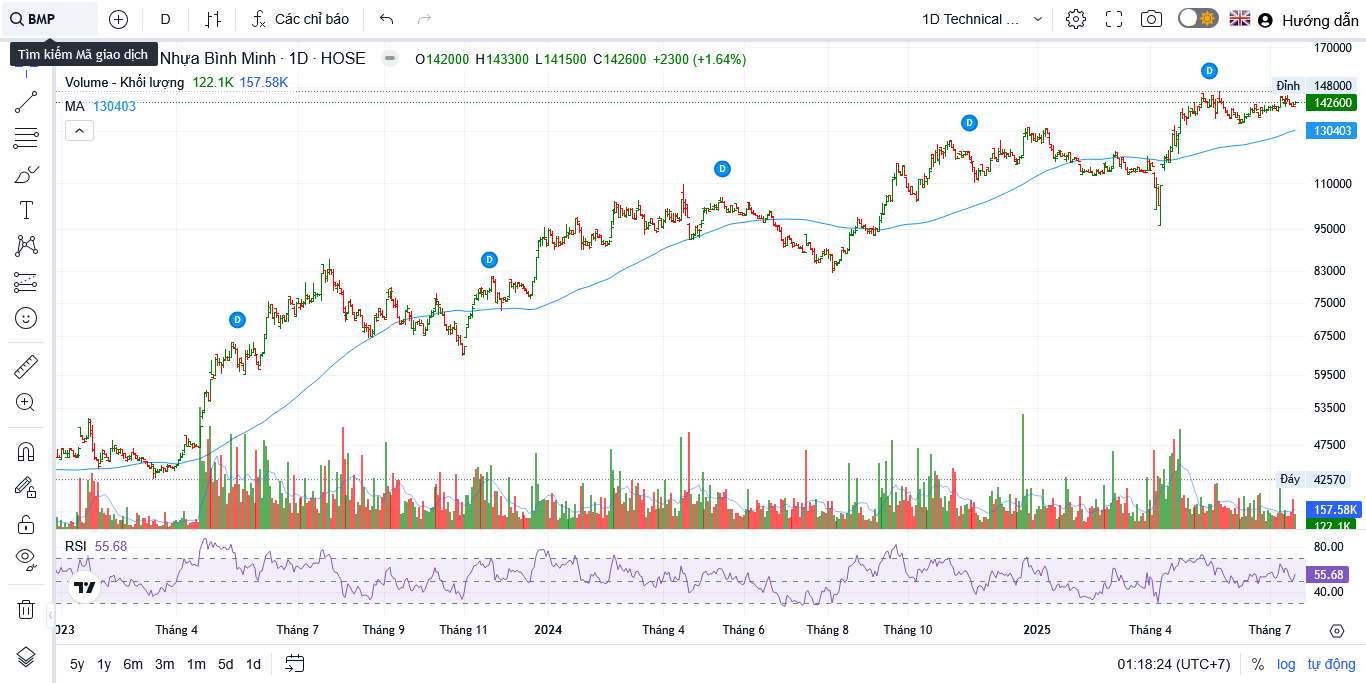 BMP
D
Các chỉ báo
1D Technical ...
Hướng dẫn
Tìm kiếm Mã giao dịch
Nhựa Bình Minh · 1D · HOSE
O142000 H143300 L141500 C142600 +2300 (+1.64%)
Volume - Khối lượng 122.1K 157.58K
MA 130403
D
D
D
D
D
170000
Đỉnh 148000
142600
130403
110000
95000
83000
75000
67500
59500
53500
47500
Đáy 42570
157.58K
122.1K
RSI 55.68
80.00
55.68
40.00
023 Tháng 4 Tháng 7 Tháng 9 Tháng 11 2024 Tháng 4 Tháng 6 Tháng 8 Tháng 10 2025 Tháng 4 Tháng 7
5y 1y 6m 3m 1m 5d 1d
01:18:24 (UTC+7) % log tự động